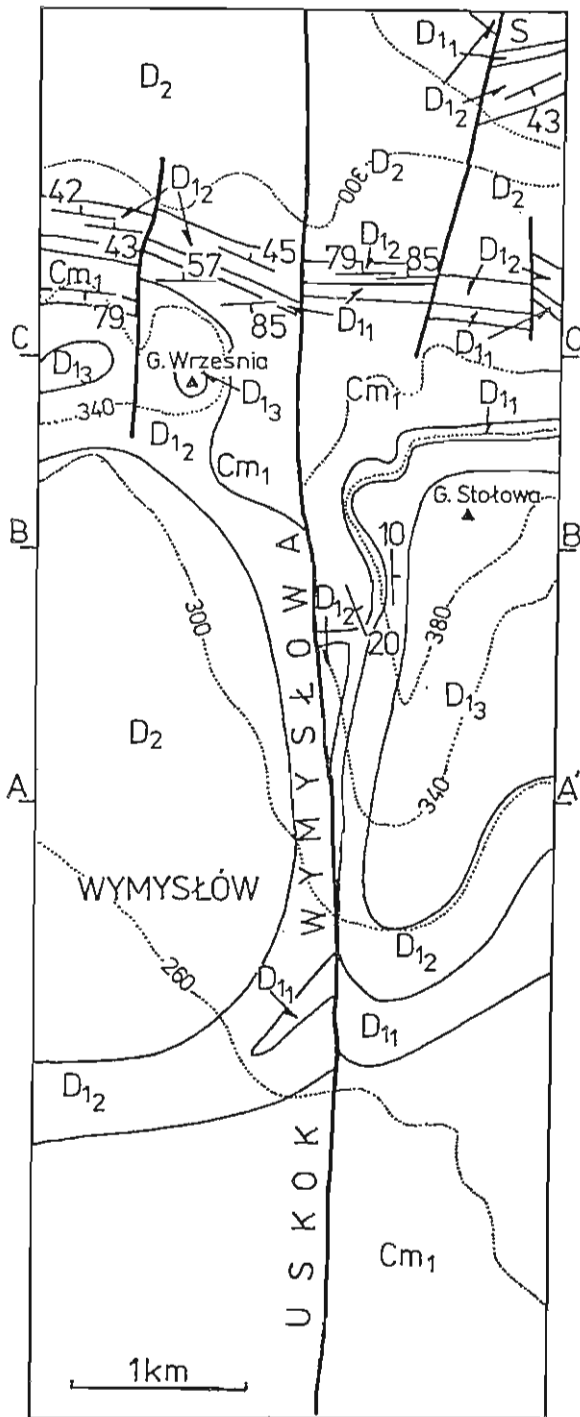 S
D₁₁
D₂
D₁₂
43
300
D₂
D₂
42
D₁₂
43
57
45
79
D₁₂
85
D₁₂
Cm₁
79
85
D₁₁
D₁₁
C
C'
D₁₃
G. Września
D₁₃
340
D₁₂
Cm₁
Cm₁
D₁₁
G. Stołowa
B
B'
10
D₁₂
20
300
380
D₁₃
D₂
A
340
A'
WYMYSŁÓW
260
D₁₂
D₁₁
D₁₁
D₁₂
USKOK WYMYSŁOWA
Cm₁
1km